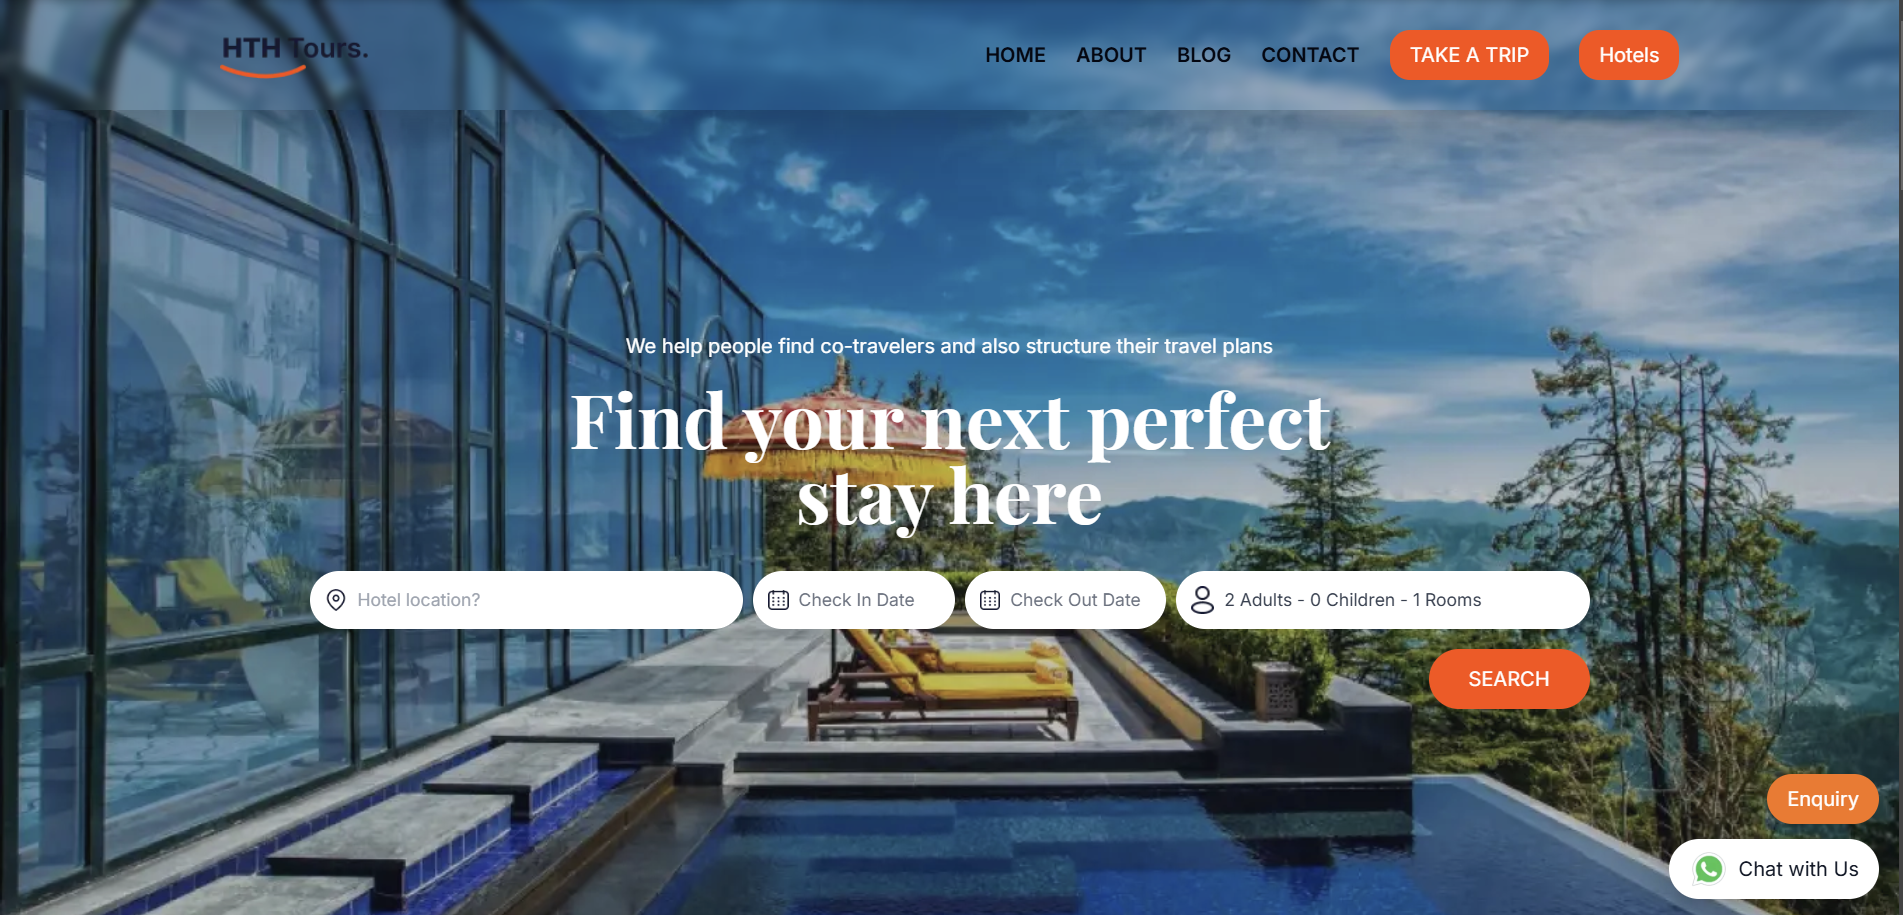 HTH Tours.
HOME
ABOUT
BLOG
CONTACT
TAKE A TRIP
Hotels
We help people find co-travelers and also structure their travel plans
Find your next perfect
stay here
Hotel location?
Check In Date
Check Out Date
2 Adults - 0 Children - 1 Rooms
SEARCH
Enquiry
Chat with Us